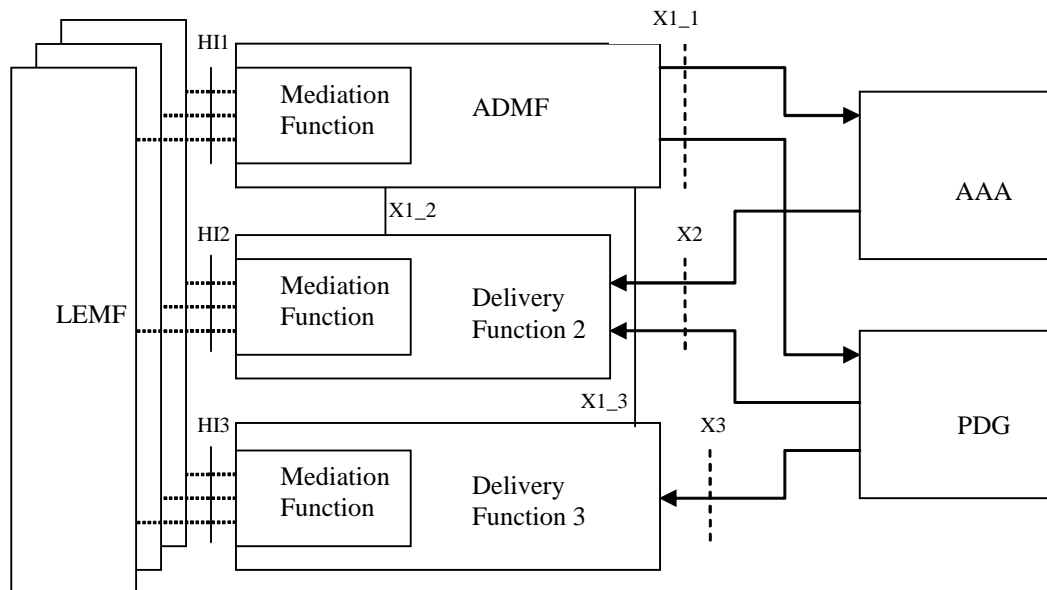 X1_1
HI1
Mediation
Function
ADMF
AAA
X1_2
HI2
X2
Mediation
Function
Delivery
Function 2
LEMF
X1_3
HI3
X3
PDG
Mediation
Function
Delivery
Function 3